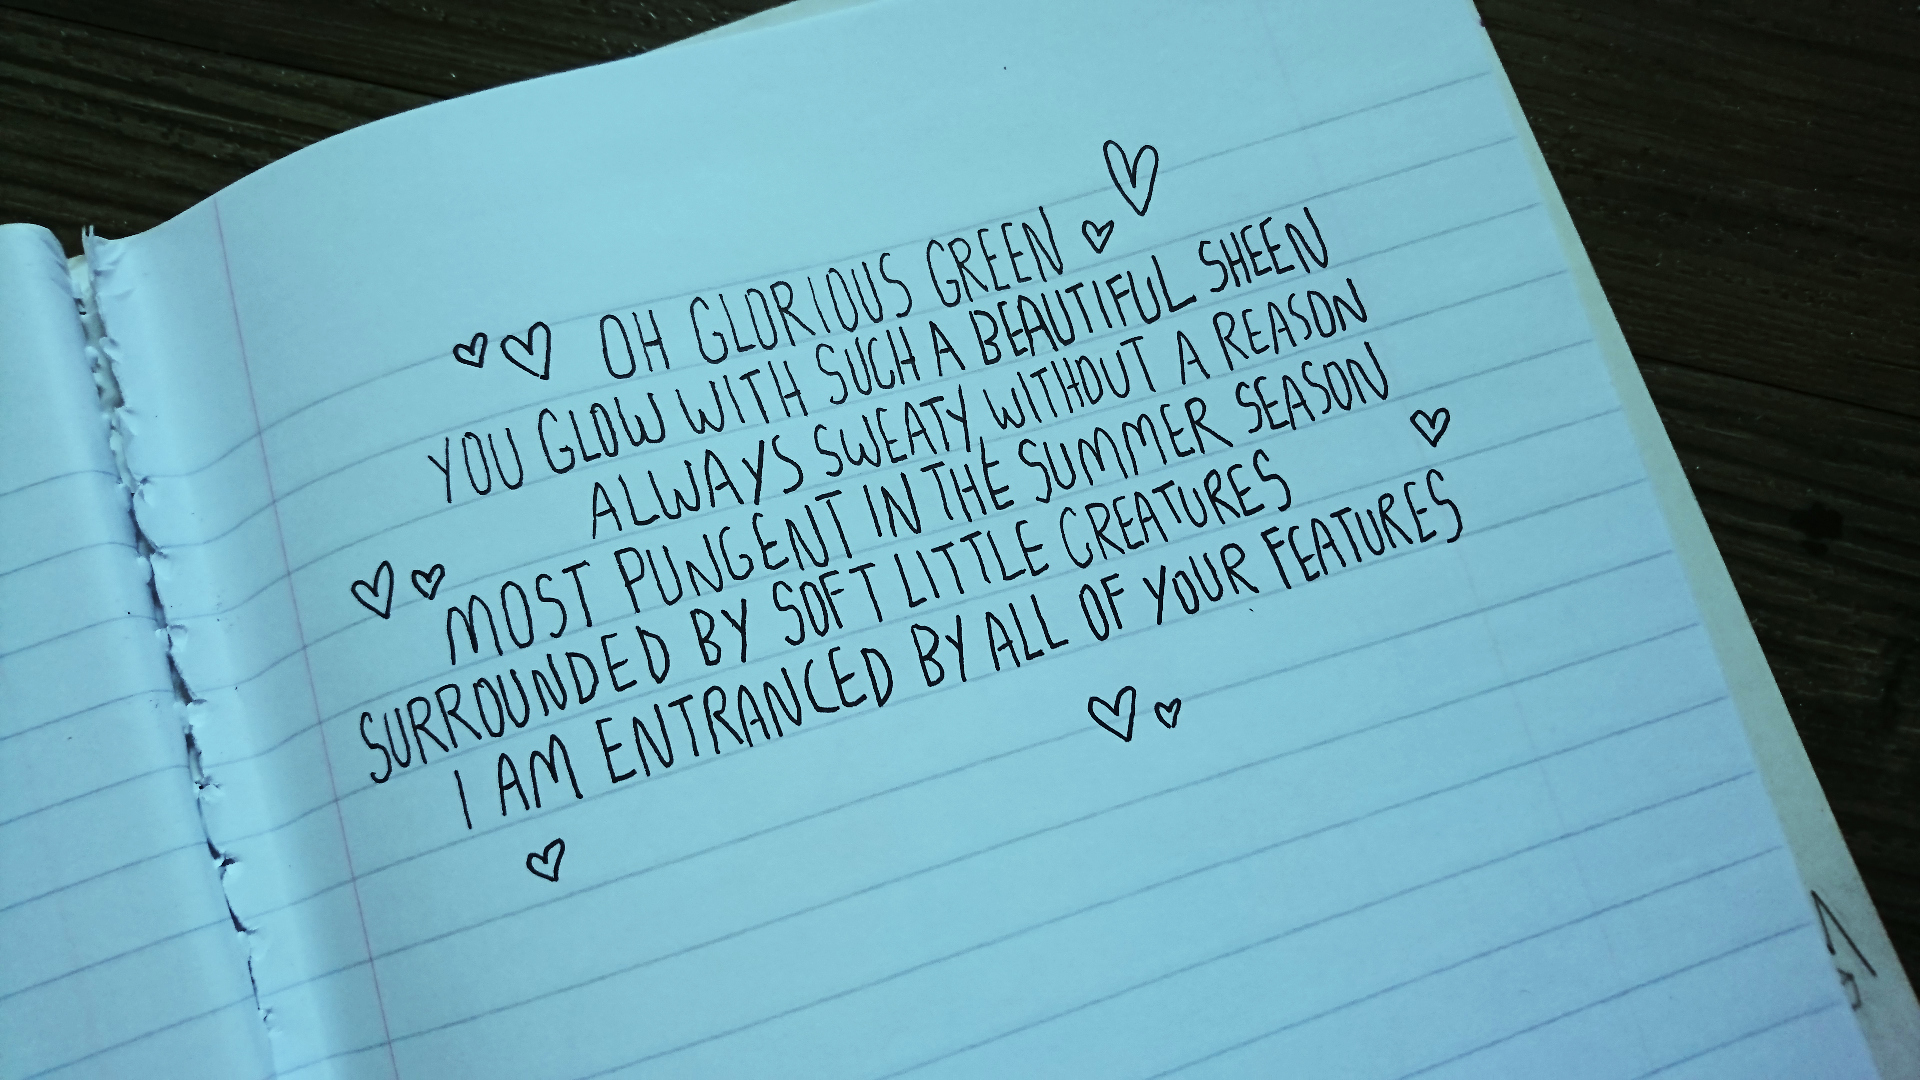 OH GLORIOUS GREEN
YOU GLOW WITH SUCH A BEAUTIFUL SHEEN
ALWAYS SWEATY WITHOUT A REASON
MOST PUNGENT IN THE SUMMER SEASON
SURROUNDED BY SOFT LITTLE CREATURES
I AM ENTRANCED BY ALL OF YOUR FEATURES